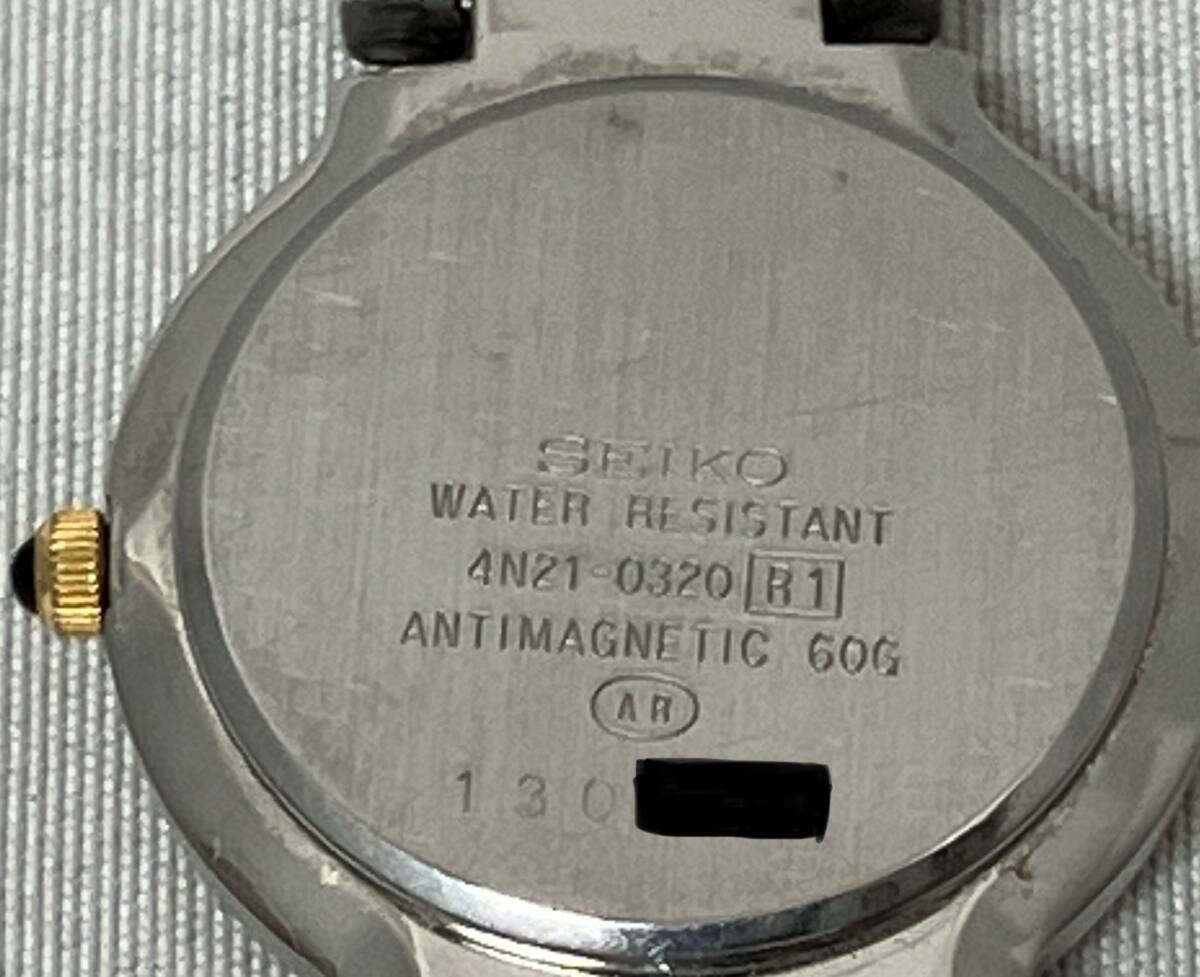 SEIKO
WATER RESISTANT
4N21-0320 R1
ANTIMAGNETIC 60G
AR
130